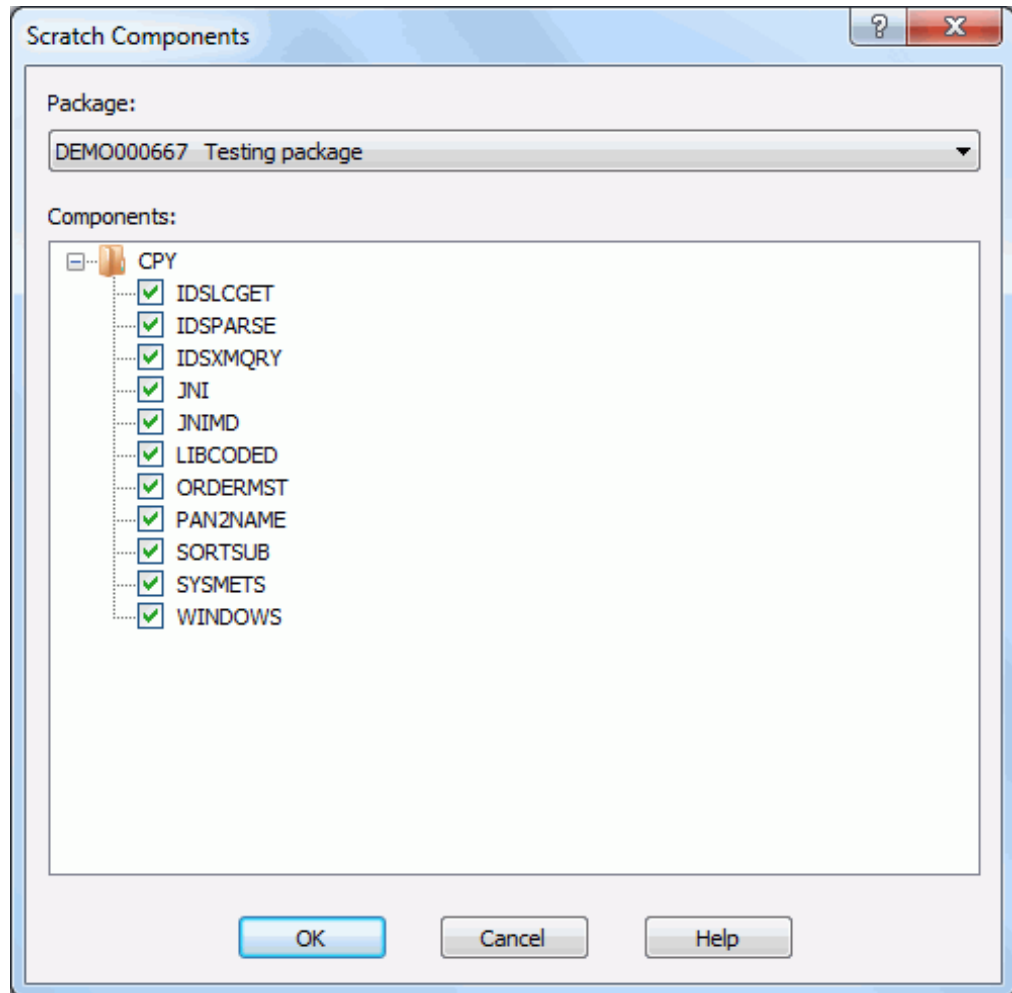 Scratch Components
?
X
Package:
DEMO000667 Testing package
Components:
CPY
IDSLCGET
IDSPARSE
IDSXMQRY
JNI
JNIMD
LIBCODED
ORDERMST
PAN2NAME
SORTSUB
SYSMETS
WINDOWS
OK Cancel Help